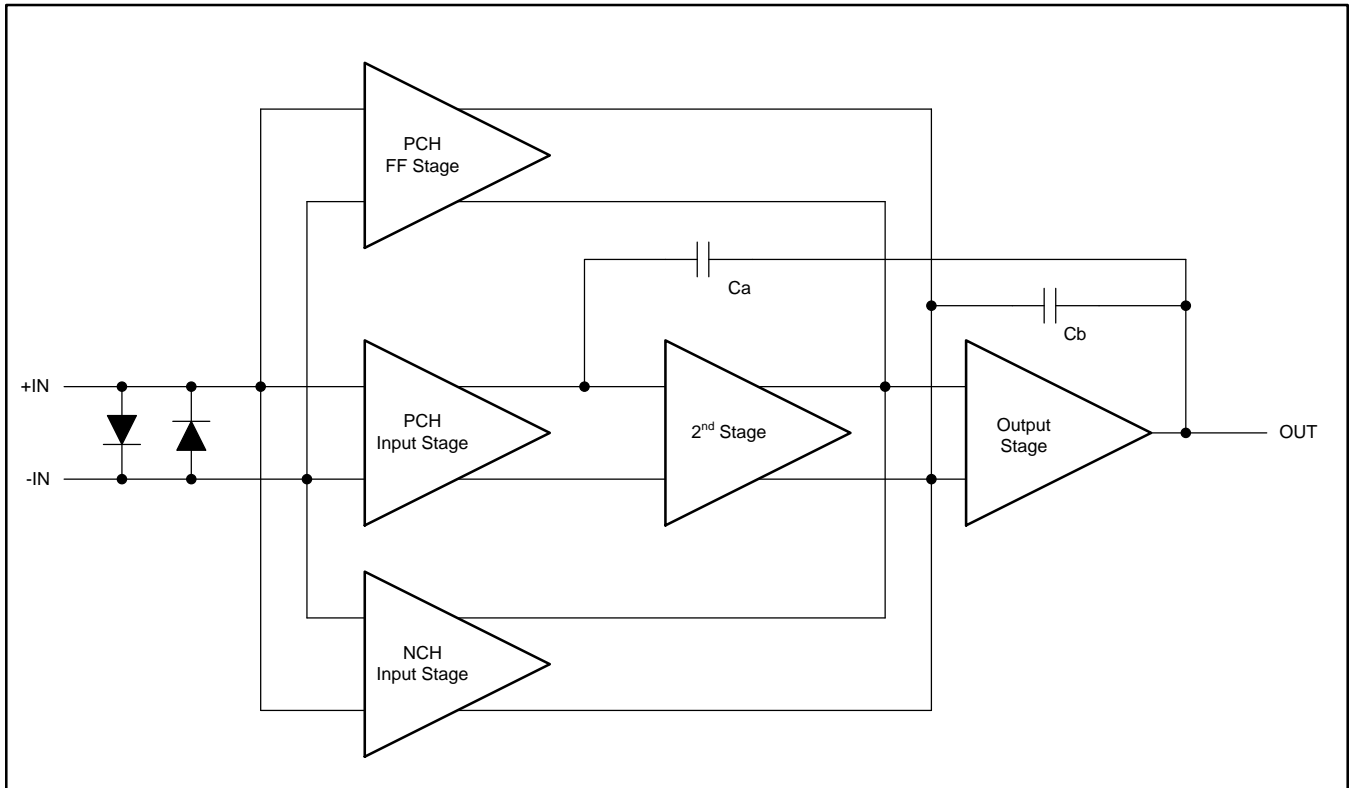 PCH
FF Stage
Ca
Cb
+IN
-IN
PCH
Input Stage
2nd Stage
Output
Stage
OUT
NCH
Input Stage